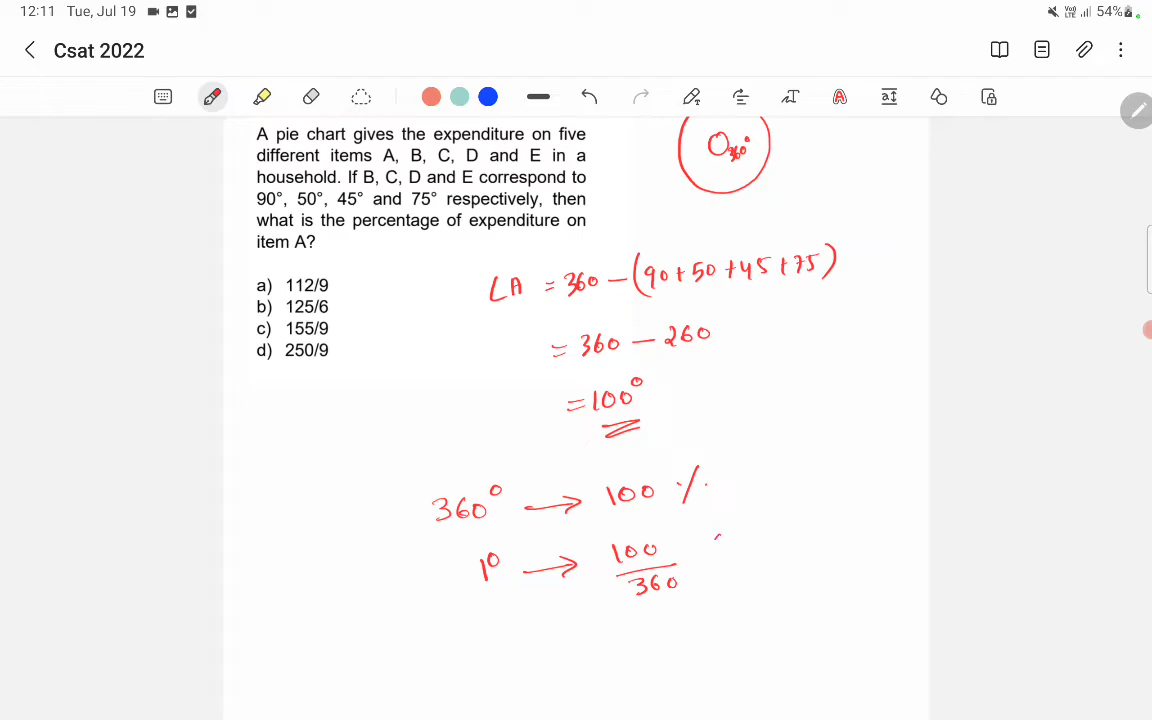 12:11 Tue, Jul 19 54%
Csat 2022
A pie chart gives the expenditure on five
different items A, B, C, D and E in a
household. If B, C, D and E correspond to
90°, 50°, 45° and 75° respectively, then
what is the percentage of expenditure on
item A?
a) 112/9
b) 125/6
c) 155/9
d) 250/9
360°
∠A = 360 - (90+50+45+75)
= 360 - 260
= 100°
360° → 100 %
1° → 100/360